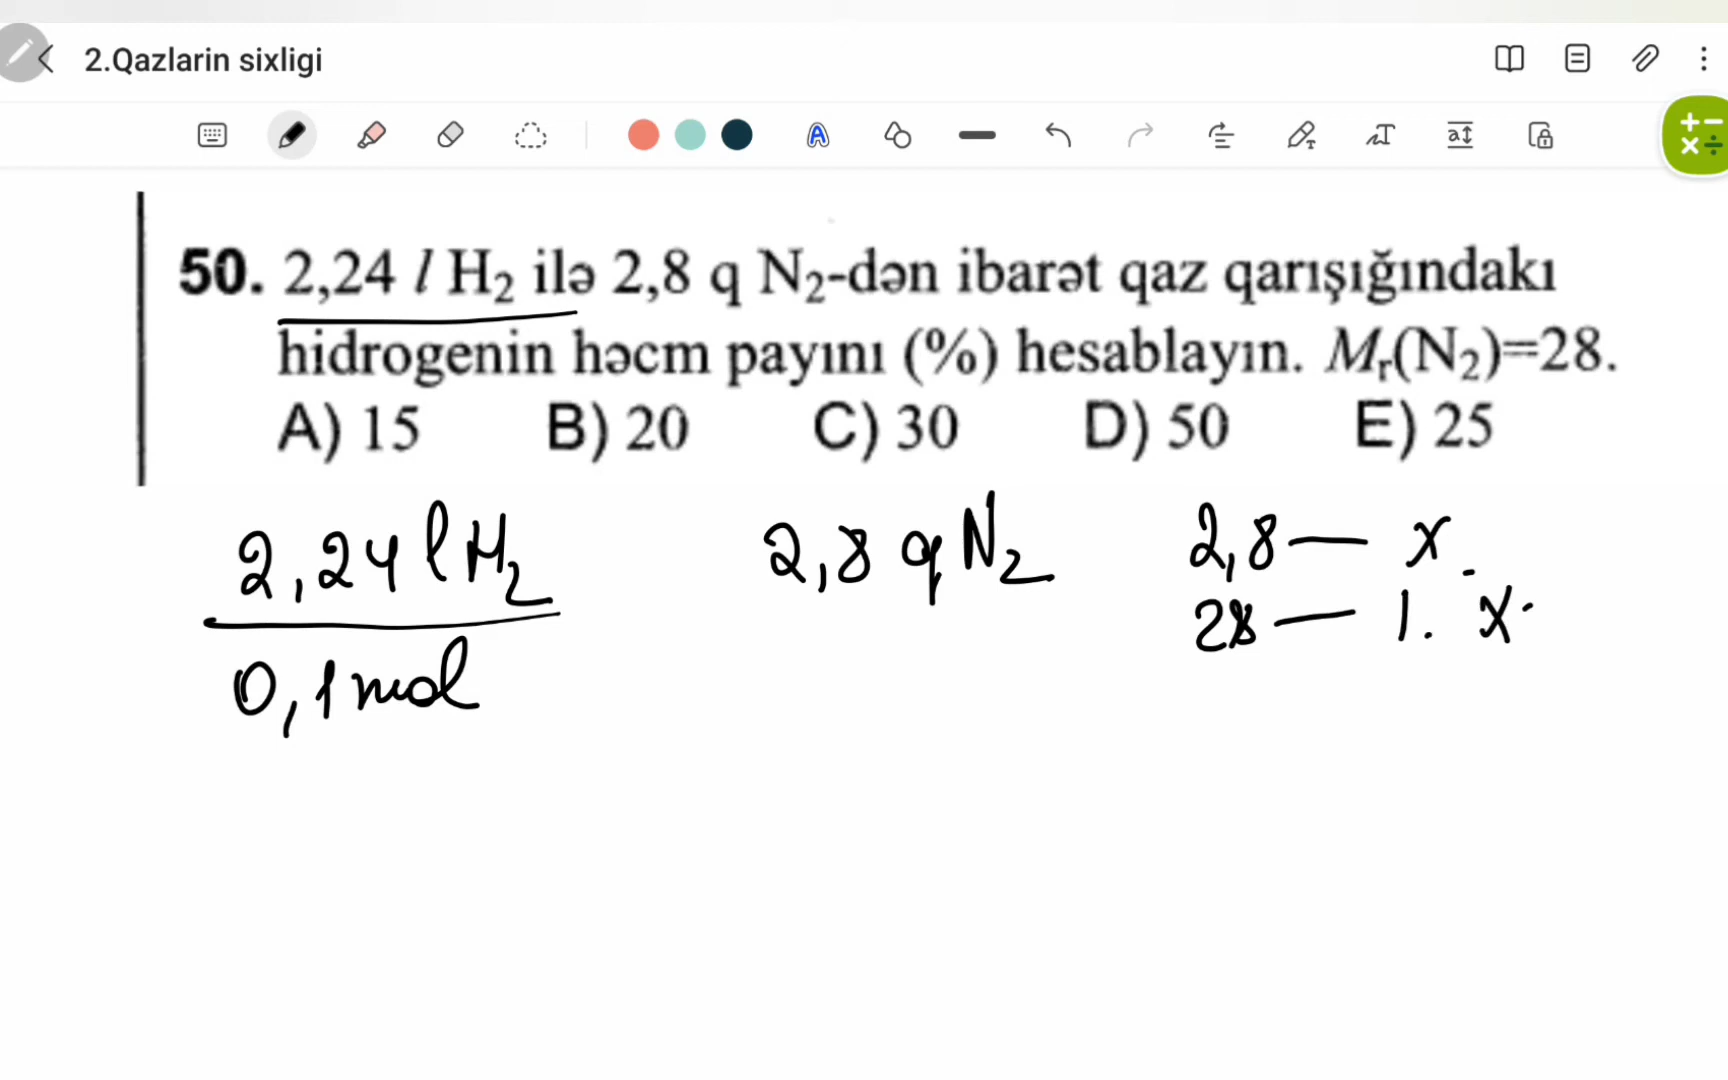 2.Qazlarin sixligi
50. 2,24 l H₂ ilə 2,8 q N₂-dən ibarət qaz qarışığındakı
hidrogenin həcm payını (%) hesablayın. Mᵣ(N₂)=28.
A) 15 B) 20 C) 30 D) 50 E) 25
2,24 l H₂ 2,8 q N₂ 2,8 — x
28 — 1. x
0,1 mol